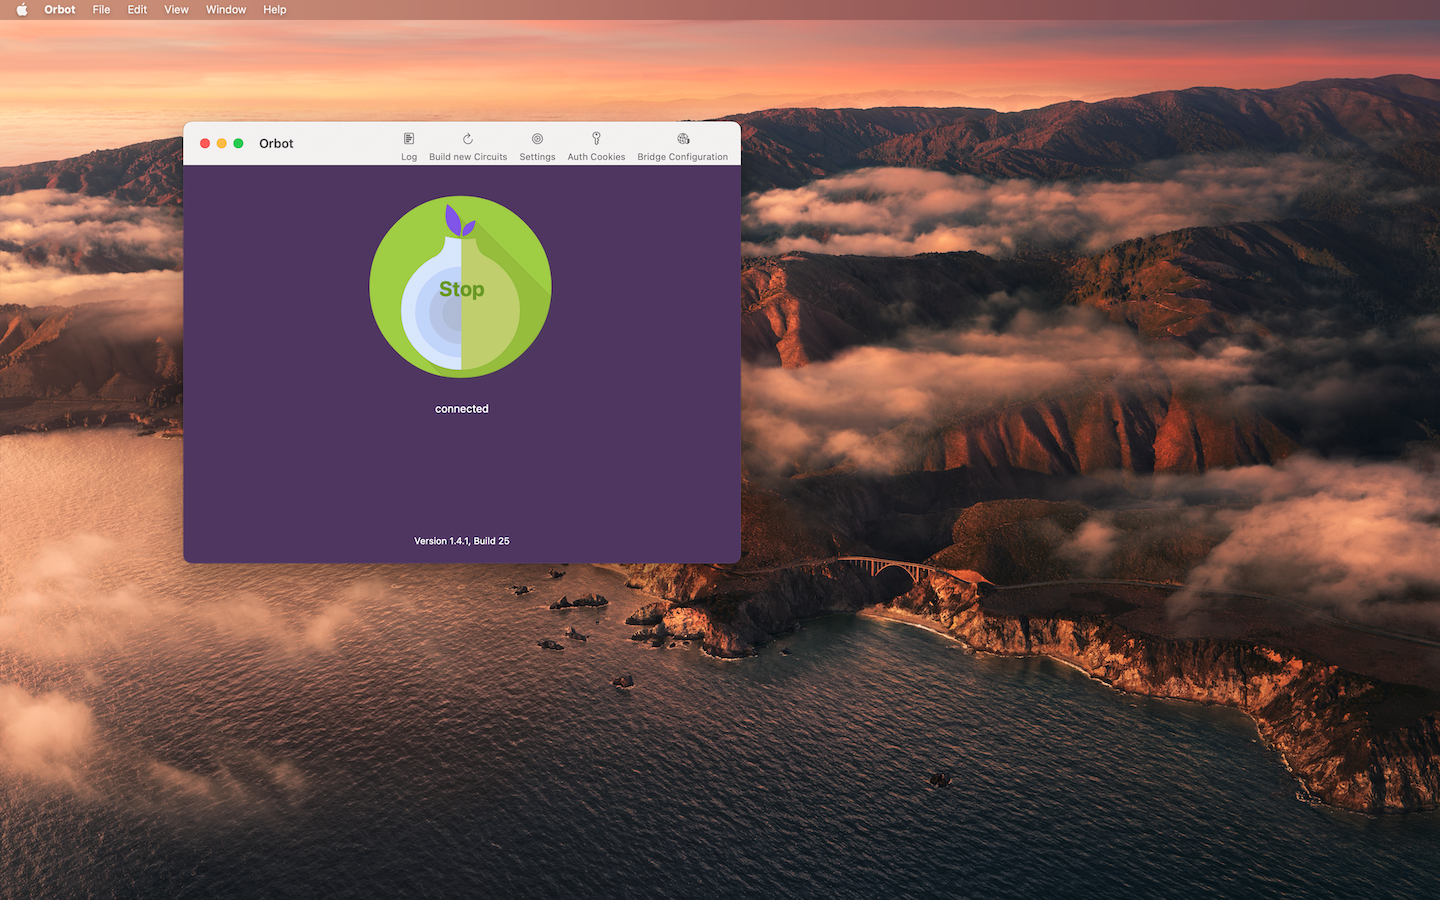 Orbot File Edit View Window Help
Orbot
Log Build new Circuits Settings Auth Cookies Bridge Configuration
Stop
connected
Version 1.4.1, Build 25